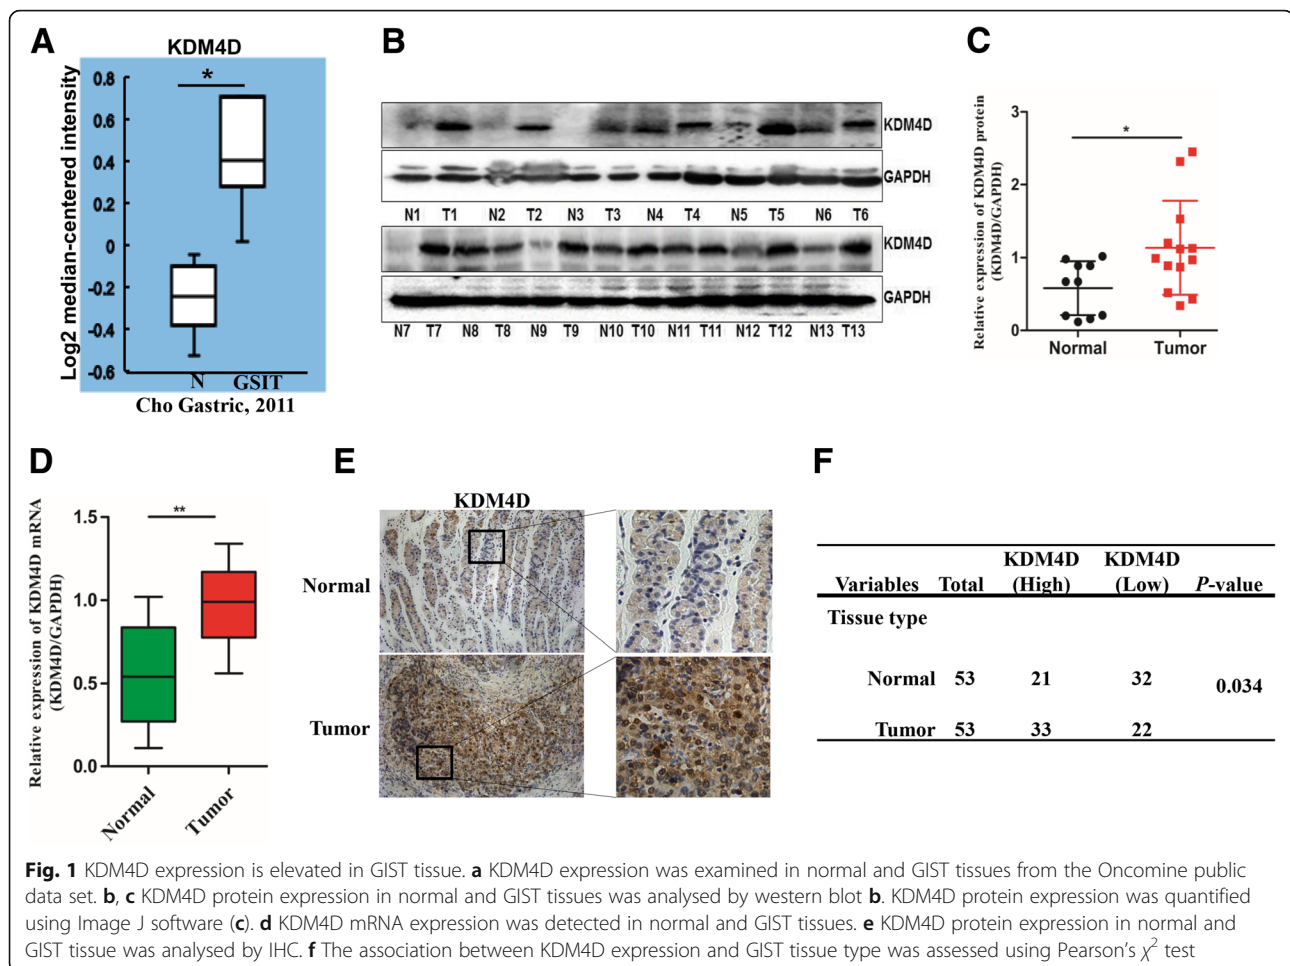 A
KDM4D
*
Log2 median-centered intensity
0.8
0.6
0.4
0.2
0
-0.2
-0.4
-0.6
N GSIT
Cho Gastric, 2011
B
KDM4D
GAPDH
N1 T1 N2 T2 N3 T3 N4 T4 N5 T5 N6 T6
KDM4D
GAPDH
N7 T7 N8 T8 N9 T9 N10 T10 N11 T11 N12 T12 N13 T13
C
Relative expression of KDM4D protein
(KDM4D/GAPDH)
3
2
1
0
*
Normal Tumor
D
Relative expression of KDM4D mRNA
(KDM4D/GAPDH)
1.5
1.0
0.5
0.0
**
Normal Tumor
E
KDM4D
Normal
Tumor
F
Variables Total KDM4D (High) KDM4D (Low) P-value
Tissue type
Normal 53 21 32 0.034
Tumor 53 33 22
Fig. 1 KDM4D expression is elevated in GIST tissue. a KDM4D expression was examined in normal and GIST tissues from the Oncomine public
data set. b, c KDM4D protein expression in normal and GIST tissues was analysed by western blot b. KDM4D protein expression was quantified
using Image J software (c). d KDM4D mRNA expression was detected in normal and GIST tissues. e KDM4D protein expression in normal and
GIST tissue was analysed by IHC. f The association between KDM4D expression and GIST tissue type was assessed using Pearson's χ² test